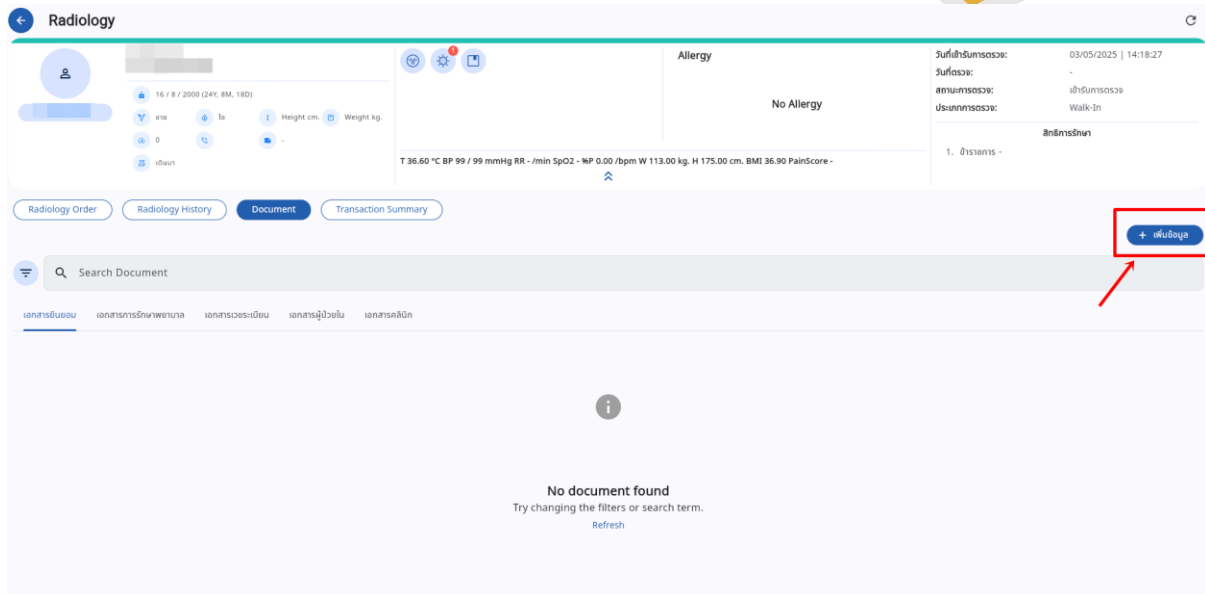 Radiology
16 / 8 / 2000 (24Y, 8M, 18D)
ชาย โอ Height cm. Weight kg.
0 -
เดินมา
1
Allergy
No Allergy
T 36.60 °C BP 99 / 99 mmHg RR - /min SpO2 - %P 0.00 /bpm W 113.00 kg. H 175.00 cm. BMI 36.90 PainScore -
วันที่เข้ารับการตรวจ: 03/05/2025 | 14:18:27
วันที่ตรวจ: -
สถานะการตรวจ: เข้ารับการตรวจ
ประเภทการตรวจ: Walk-In
สิทธิการรักษา
1. ข้าราชการ -
Radiology Order Radiology History Document Transaction Summary
+ เพิ่มข้อมูล
Search Document
เอกสารยินยอม เอกสารการรักษาพยาบาล เอกสารเวชระเบียน เอกสารผู้ป่วยใน เอกสารคลินิก
No document found
Try changing the filters or search term.
Refresh